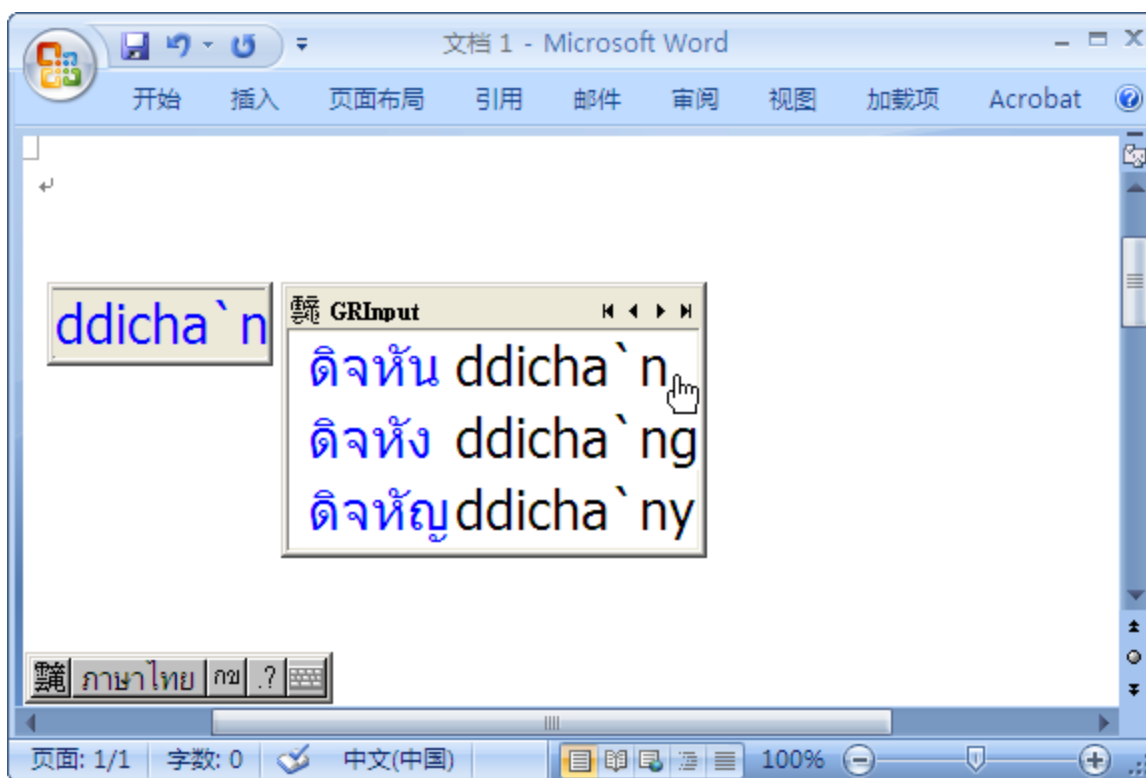 文档 1 - Microsoft Word
开始 插入 页面布局 引用 邮件 审阅 视图 加载项 Acrobat
ddicha`n
GRInput
ดิจหัน ddicha`n
ดิจหัง ddicha`ng
ดิจหัญ ddicha`ny
ภาษาไทย กข .?
页面: 1/1 字数: 0 中文(中国) 100%